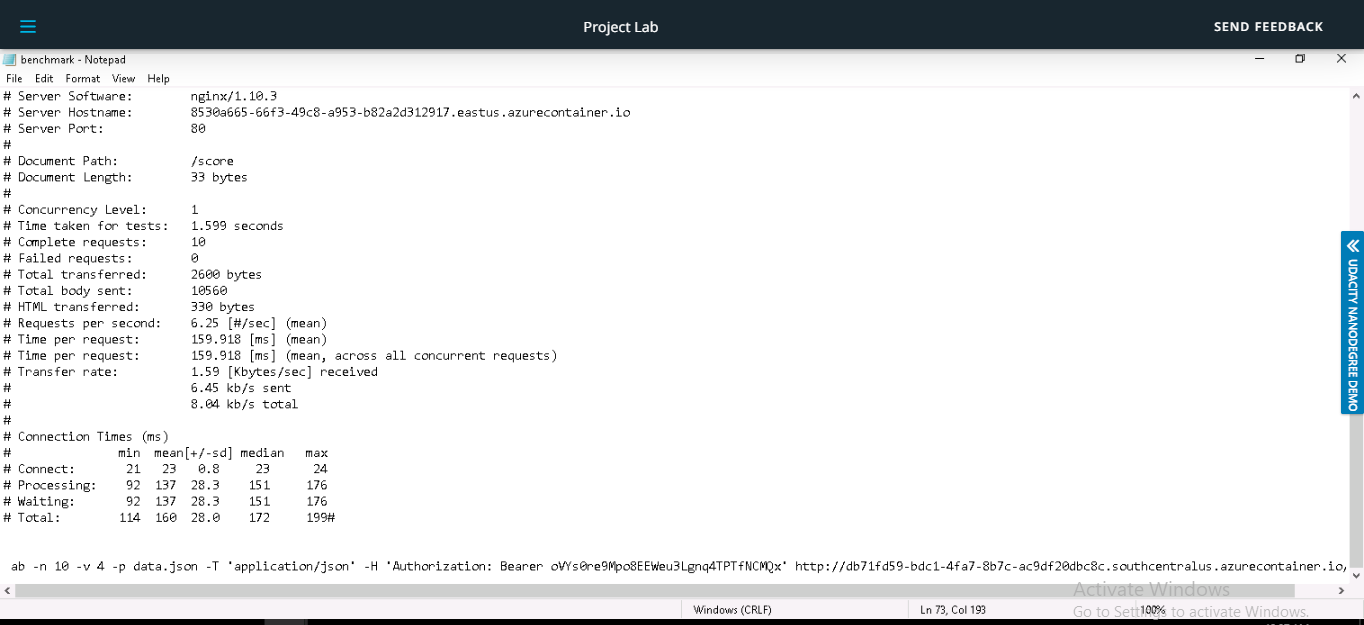 Project Lab
SEND FEEDBACK
benchmark - Notepad
File Edit Format View Help
# Server Software: nginx/1.10.3
# Server Hostname: 8530a665-66f3-49c8-a953-b82a2d312917.eastus.azurecontainer.io
# Server Port: 80
#
# Document Path: /score
# Document Length: 33 bytes
#
# Concurrency Level: 1
# Time taken for tests: 1.599 seconds
# Complete requests: 10
# Failed requests: 0
# Total transferred: 2600 bytes
# Total body sent: 10560
# HTML transferred: 330 bytes
# Requests per second: 6.25 [#/sec] (mean)
# Time per request: 159.918 [ms] (mean)
# Time per request: 159.918 [ms] (mean, across all concurrent requests)
# Transfer rate: 1.59 [Kbytes/sec] received
# 6.45 kb/s sent
# 8.04 kb/s total
#
# Connection Times (ms)
# min mean[+/-sd] median max
# Connect: 21 23 0.8 23 24
# Processing: 92 137 28.3 151 176
# Waiting: 92 137 28.3 151 176
# Total: 114 160 28.0 172 199#
ab -n 10 -v 4 -p data.json -T 'application/json' -H 'Authorization: Bearer oVYs0re9Mpo8EEWeu3Lgnq4TPTfNCMQx' http://db71fd59-bdc1-4fa7-8b7c-ac9df20dbc8c.southcentralus.azurecontainer.io,
UDACITY NANODEGREE DEMO
Activate Windows
Go to Settings to activate Windows.
Windows (CRLF) Ln 73, Col 193 100%